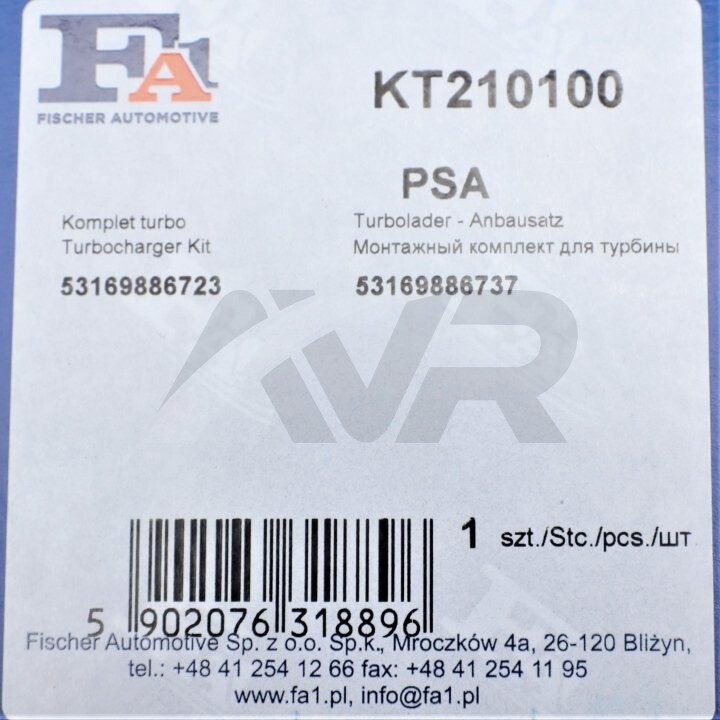 FA1
FISCHER AUTOMOTIVE
KT210100
PSA
Komplet turbo
Turbocharger Kit
Turbolader - Anbausatz
Монтажный комплект для турбины
53169886723
53169886737
AVR
1 szt./Stc./pcs./шт
5 902076 318896
Fischer Automotive Sp. z o.o. Sp.k., Mroczków 4a, 26-120 Bliżyn,
tel.: +48 41 254 12 66 fax: +48 41 254 11 95
www.fa1.pl, info@fa1.pl